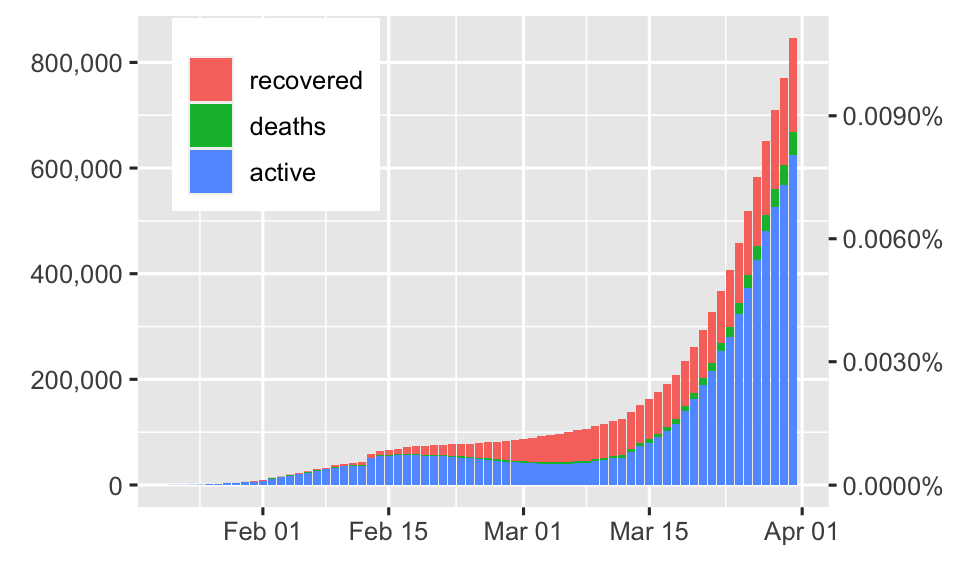 800,000
600,000
400,000
200,000
0
recovered
deaths
active
0.0090%
0.0060%
0.0030%
0.0000%
Feb 01
Feb 15
Mar 01
Mar 15
Apr 01